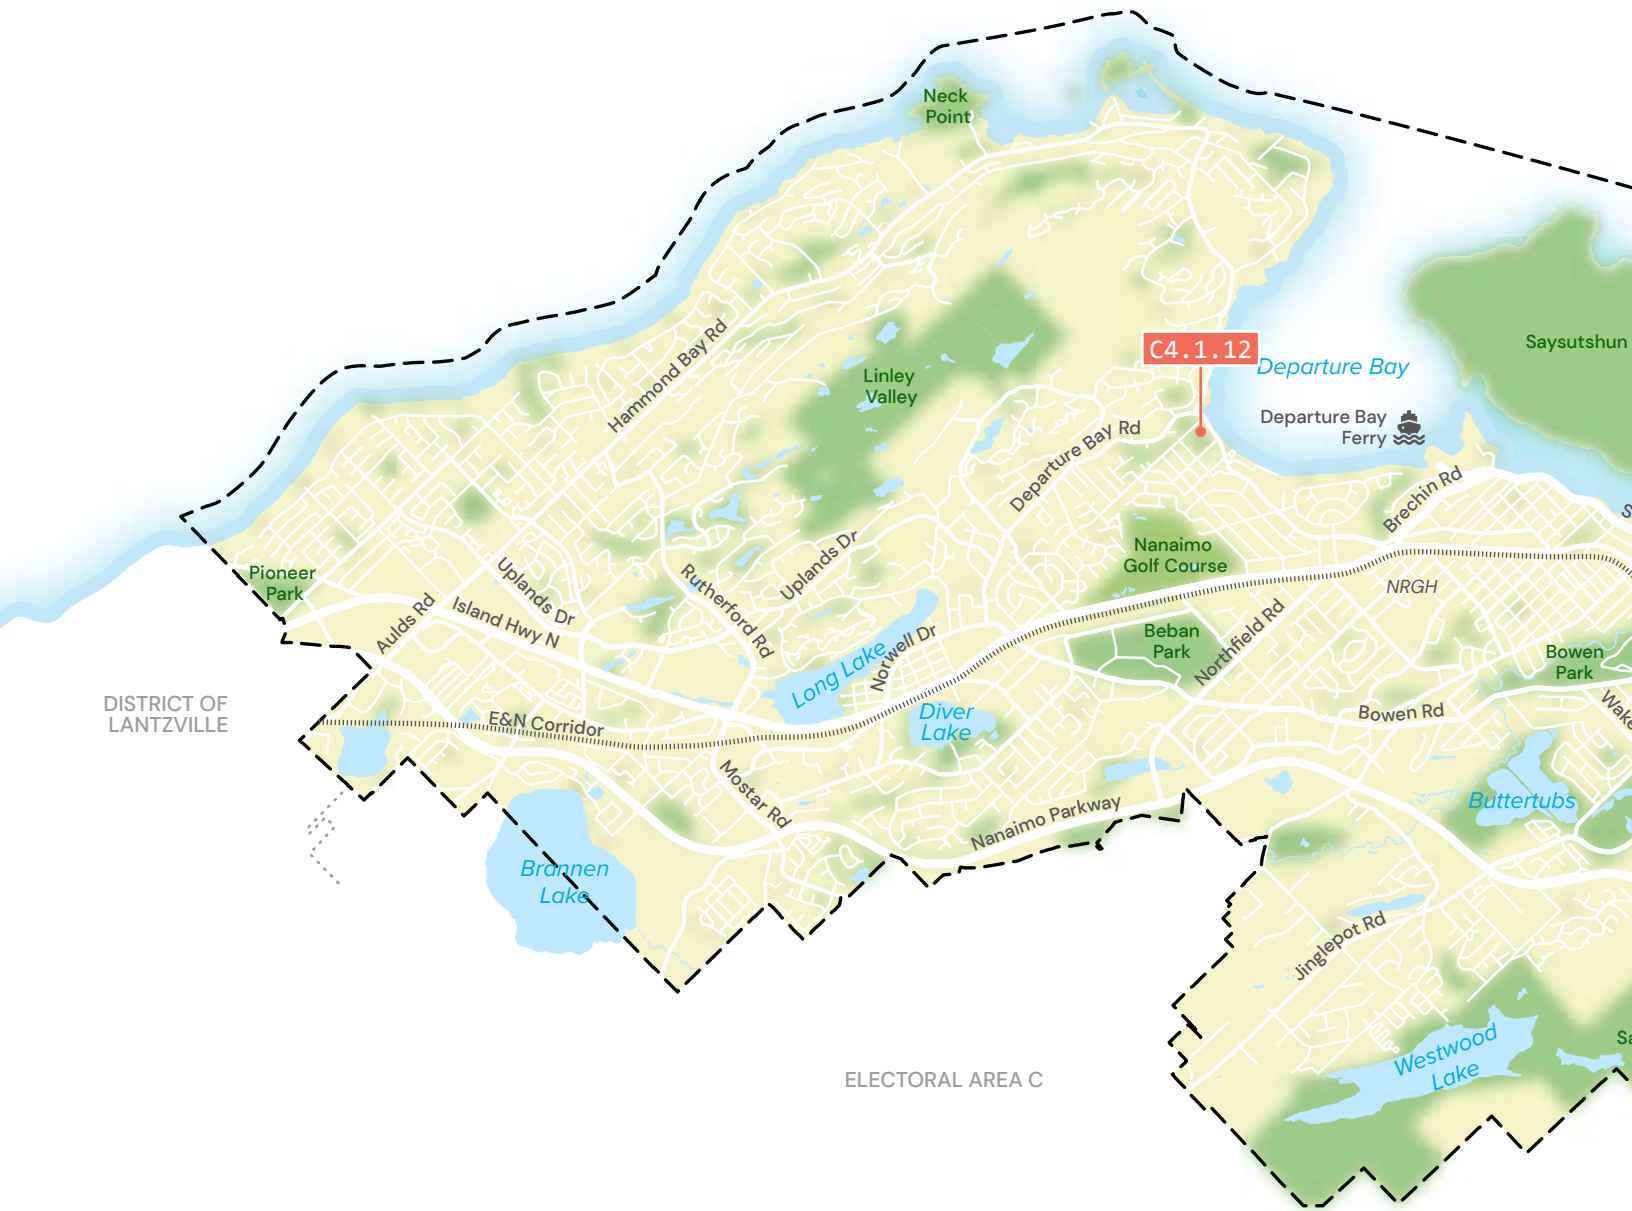 Neck
Point
Saysutshun
C4.1.12
Departure Bay
Hammond Bay Rd
Linley
Valley
Departure Bay
Ferry
Departure Bay Rd
Brechin Rd
Nanaimo
Golf Course
Uplands Dr
Pioneer
Park
Uplands Dr
Rutherford Rd
NRGH
Aulds Rd
Island Hwy N
Norwell Dr
Beban
Park
Northfield Rd
Bowen
Park
Long Lake
DISTRICT OF
LANTZVILLE
E&N Corridor
Diver
Lake
Bowen Rd
Wake
Mostar Rd
Nanaimo Parkway
Buttertubs
Brannen
Lake
Jinglepot Rd
Westwood
Lake
Sa
ELECTORAL AREA C